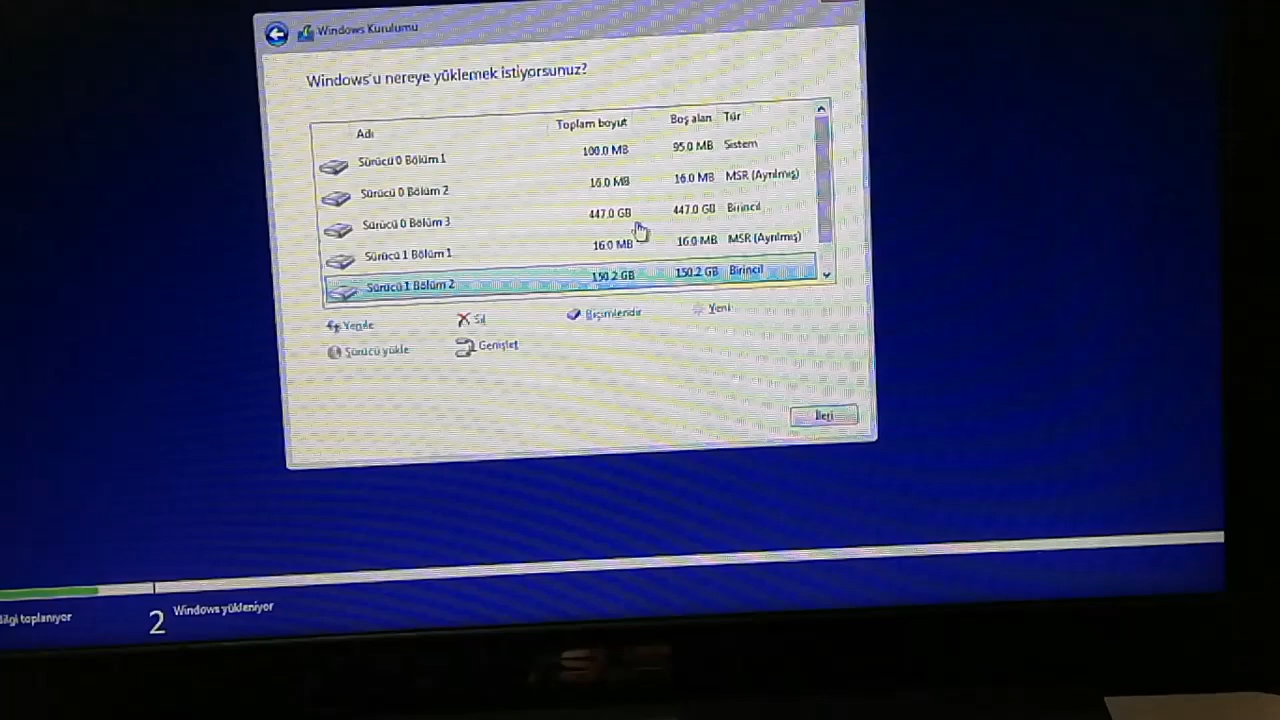 Windows Kurulumu
Windows'u nereye yüklemek istiyorsunuz?
Adı Toplam boyut Boş alan Tür
Sürücü 0 Bölüm 1 100.0 MB 95.0 MB Sistem
Sürücü 0 Bölüm 2 16.0 MB 16.0 MB MSR (Ayrılmış)
Sürücü 0 Bölüm 3 447.0 GB 447.0 GB Birincil
Sürücü 1 Bölüm 1 16.0 MB 16.0 MB MSR (Ayrılmış)
Sürücü 1 Bölüm 2 150.2 GB 150.2 GB Birincil
Yenile Sil Biçimlendir Yeni
Sürücü yükle Genişlet
İleri
Bilgi toplanıyor
2 Windows yükleniyor